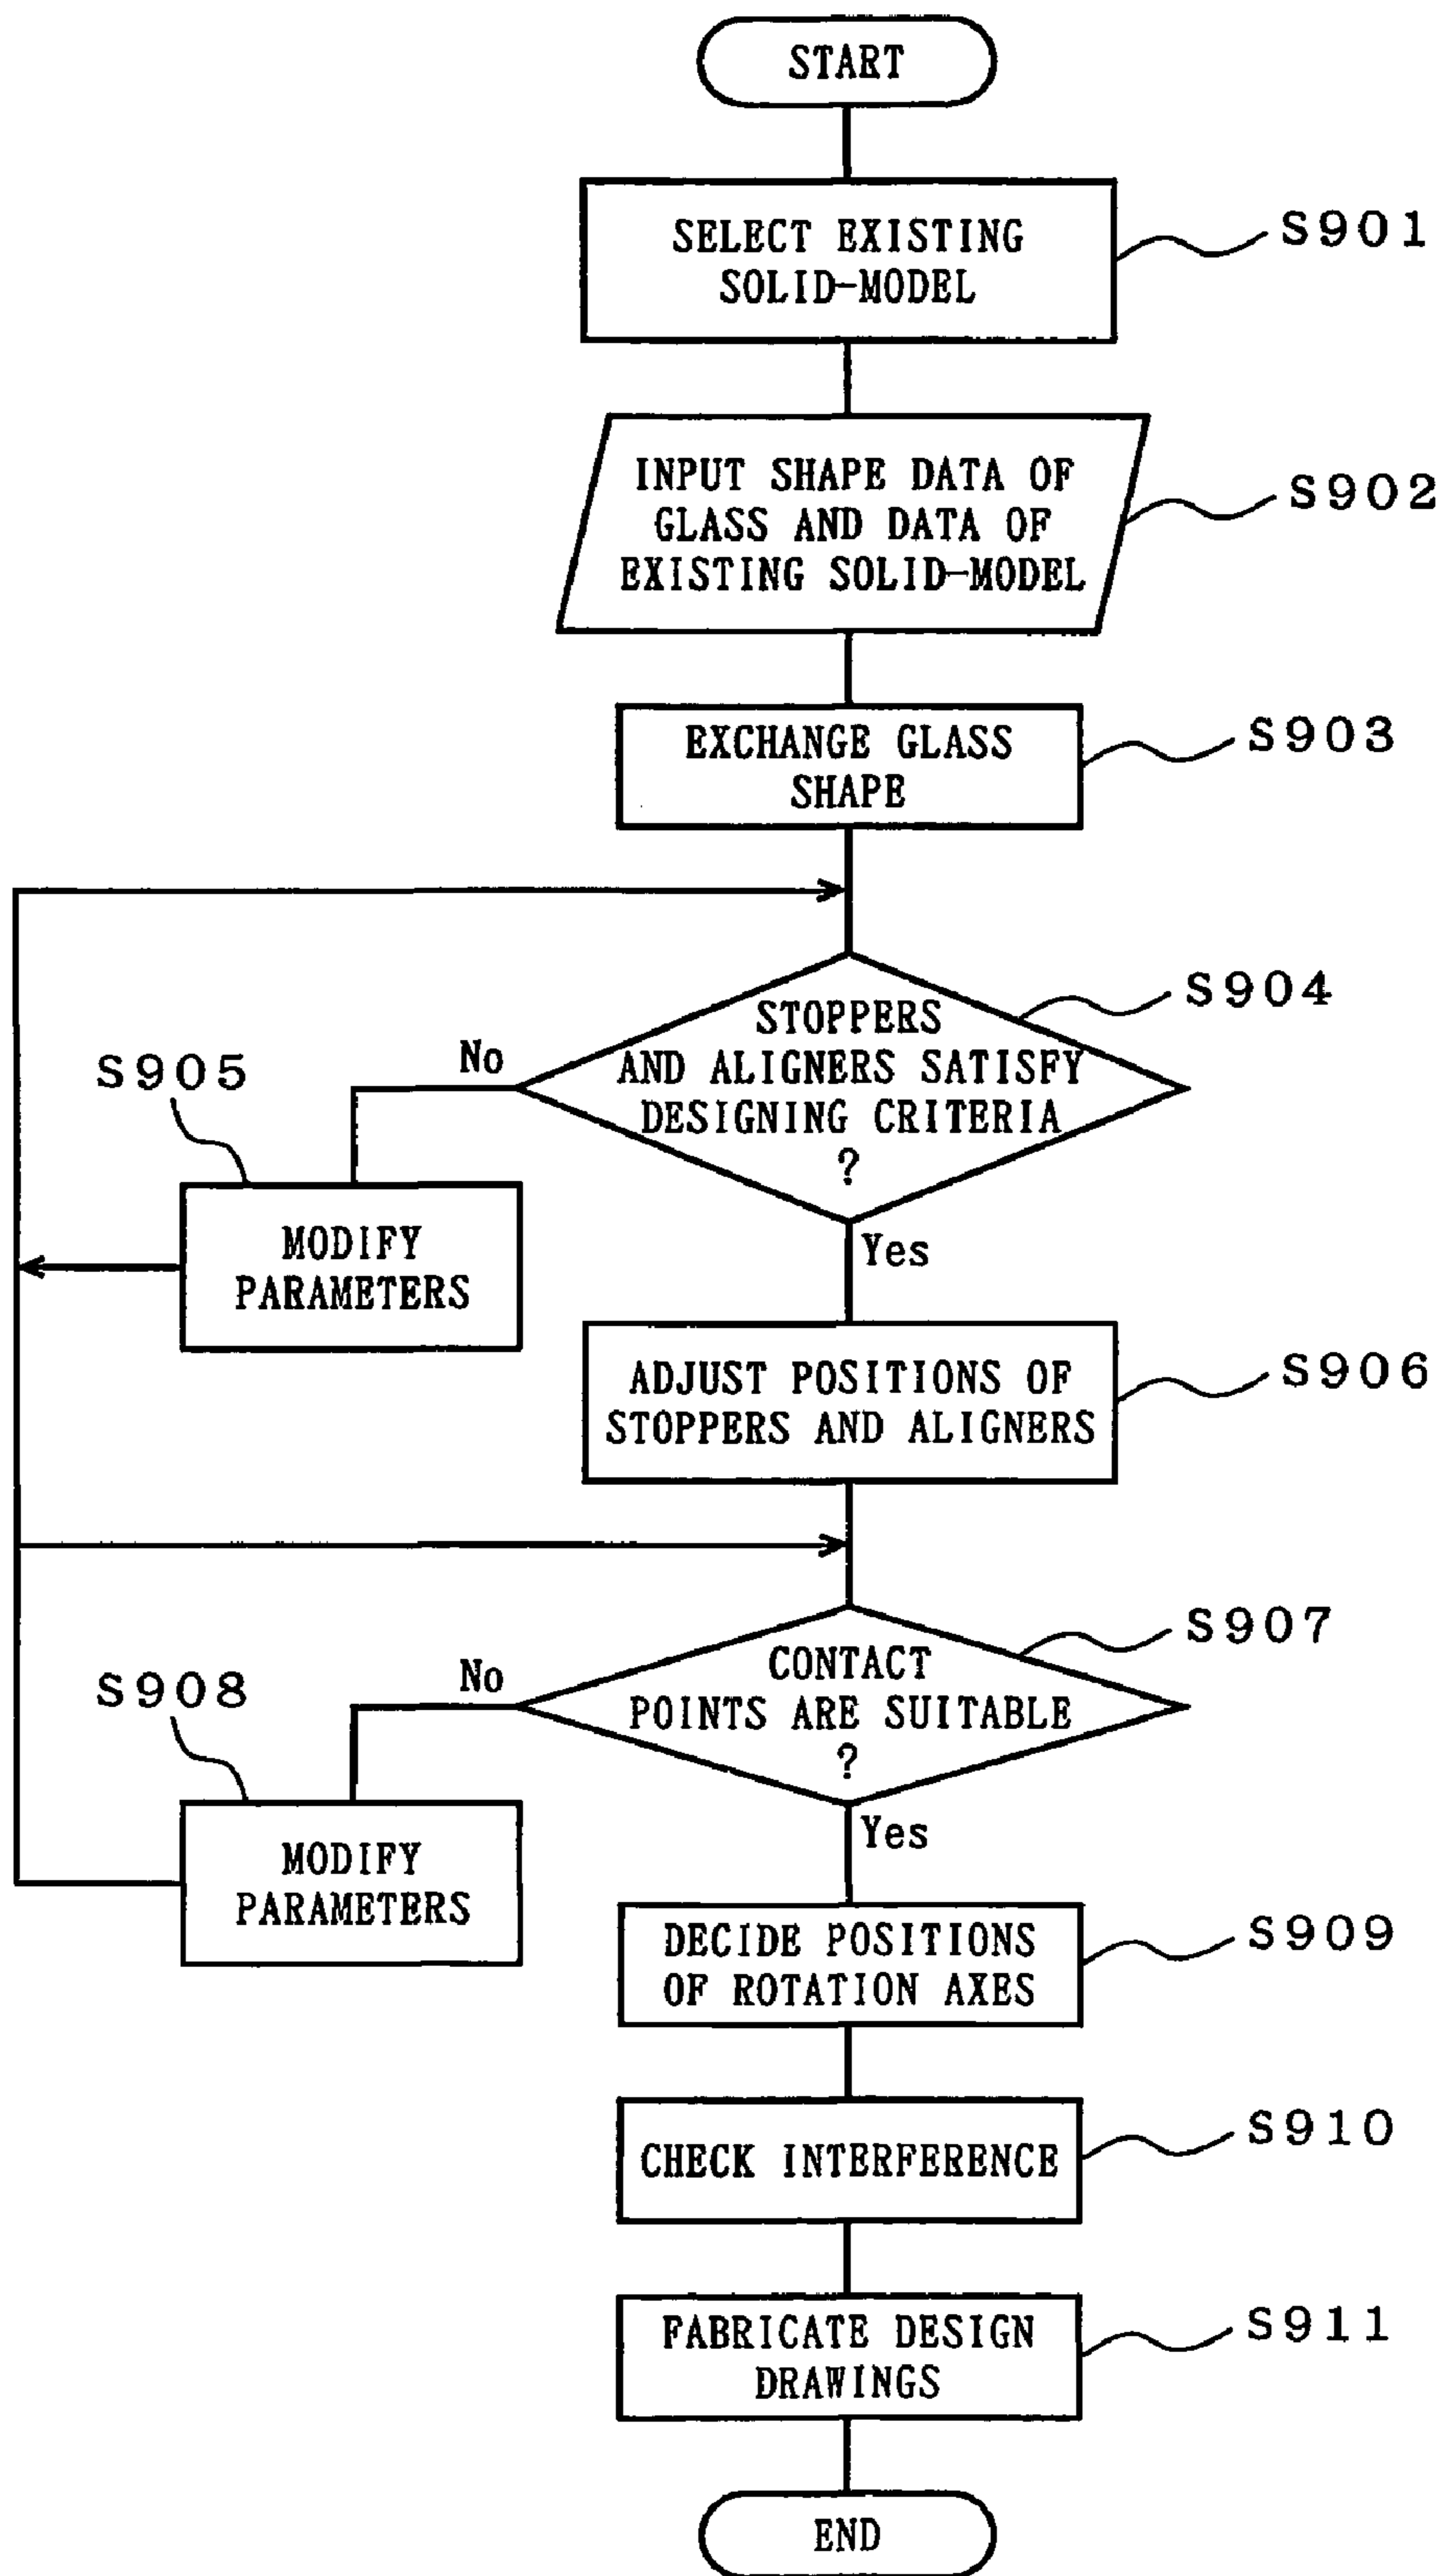 START
SELECT EXISTING
SOLID-MODEL
S901
INPUT SHAPE DATA OF
GLASS AND DATA OF
EXISTING SOLID-MODEL
S902
EXCHANGE GLASS
SHAPE
S903
STOPPERS
AND ALIGNERS SATISFY
DESIGNING CRITERIA
?
S904
No
S905
MODIFY
PARAMETERS
Yes
ADJUST POSITIONS OF
STOPPERS AND ALIGNERS
S906
CONTACT
POINTS ARE SUITABLE
?
S907
No
S908
MODIFY
PARAMETERS
Yes
DECIDE POSITIONS
OF ROTATION AXES
S909
CHECK INTERFERENCE
S910
FABRICATE DESIGN
DRAWINGS
S911
END